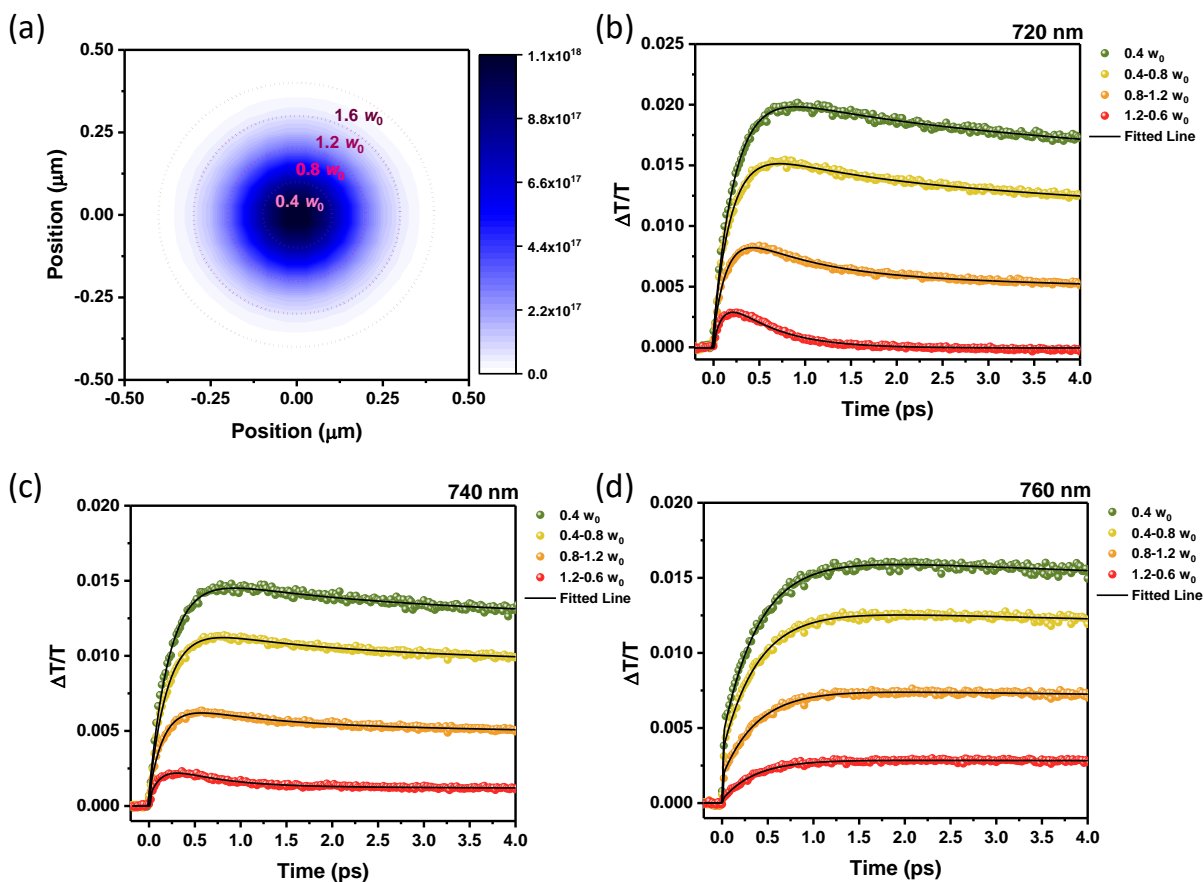 (a)
0.50
0.25
0.00
-0.25
-0.50
Position (μm)
-0.50
-0.25
0.00
0.25
0.50
Position (μm)
1.6 w₀
1.2 w₀
0.8 w₀
0.4 w₀
1.1x10¹⁸
8.8x10¹⁷
6.6x10¹⁷
4.4x10¹⁷
2.2x10¹⁷
0.0
(b)
720 nm
0.025
0.020
0.015
0.010
0.005
0.000
ΔT/T
0.0 0.5 1.0 1.5 2.0 2.5 3.0 3.5 4.0
Time (ps)
0.4 w₀
0.4-0.8 w₀
0.8-1.2 w₀
1.2-0.6 w₀
Fitted Line
(c)
740 nm
0.020
0.015
0.010
0.005
0.000
ΔT/T
0.0 0.5 1.0 1.5 2.0 2.5 3.0 3.5 4.0
Time (ps)
0.4 w₀
0.4-0.8 w₀
0.8-1.2 w₀
1.2-0.6 w₀
Fitted Line
(d)
760 nm
0.020
0.015
0.010
0.005
0.000
ΔT/T
0.0 0.5 1.0 1.5 2.0 2.5 3.0 3.5 4.0
Time (ps)
0.4 w₀
0.4-0.8 w₀
0.8-1.2 w₀
1.2-0.6 w₀
Fitted Line